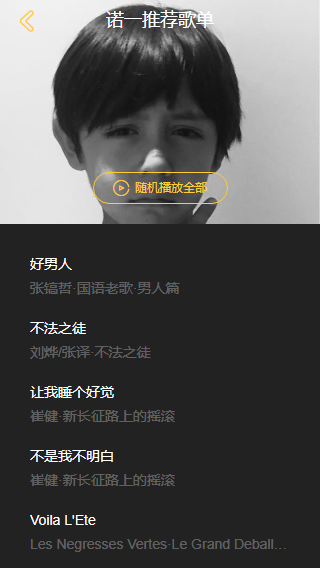 诺一推荐歌单
随机播放全部
好男人
张镐哲·国语老歌·男人篇
不法之徒
刘烨/张译·不法之徒
让我睡个好觉
崔健·新长征路上的摇滚
不是我不明白
崔健·新长征路上的摇滚
Voila L'Ete
Les Negresses Vertes·Le Grand Deball...